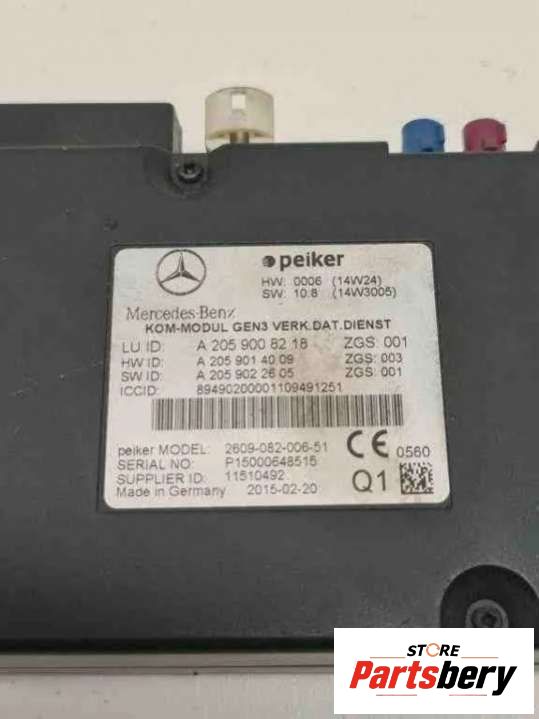 peiker
HW: 0006 (14W24)
SW: 10.8 (14W3005)
Mercedes-Benz
KOM-MODUL GEN3 VERK.DAT.DIENST
LU ID: A 205 900 82 18 ZGS: 001
HW ID: A 205 901 40 09 ZGS: 003
SW ID: A 205 902 26 05 ZGS: 001
ICCID: 89490200001109491251
peiker MODEL: 2609-082-006-51
SERIAL NO: P15000648515
SUPPLIER ID: 11510492
Made in Germany 2015-02-20
CE 0560
Q1
STORE
Partsbery